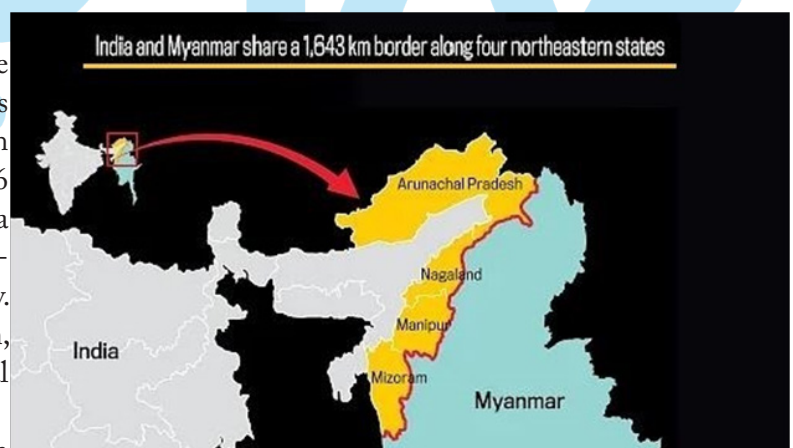 India and Myanmar share a 1,643 km border along four northeastern states
Arunachal Pradesh
Nagaland
Manipur
Mizoram
India
Myanmar